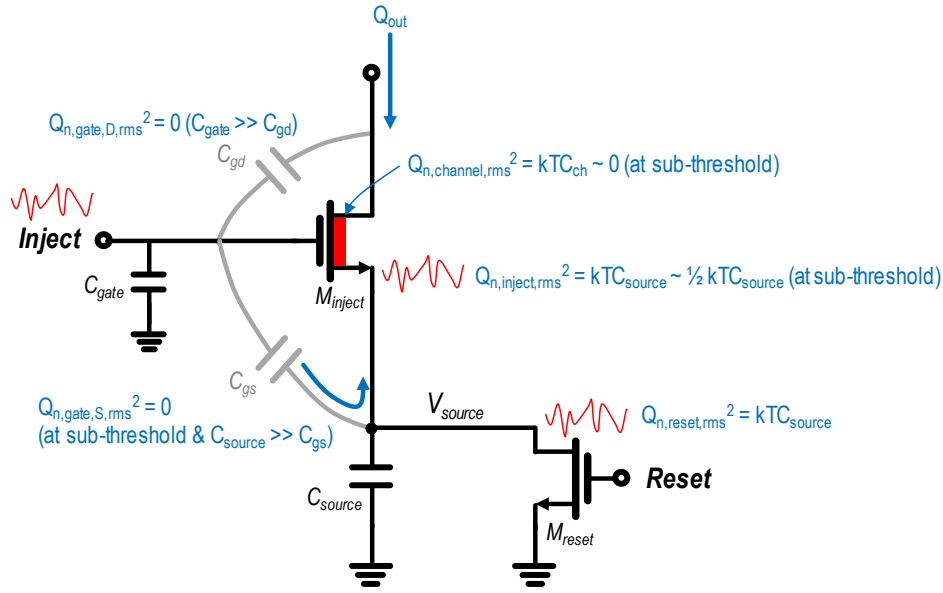 Qout
Qn,gate,D,rms² = 0 (Cgate >> Cgd)
Cgd
Qn,channel,rms² = kTCch ~ 0 (at sub-threshold)
Inject
Cgate
Minject
Qn,inject,rms² = kTCsource ~ ½ kTCsource (at sub-threshold)
Cgs
Qn,gate,S,rms² = 0
(at sub-threshold & Csource >> Cgs)
Vsource
Qn,reset,rms² = kTCsource
Reset
Csource
Mreset